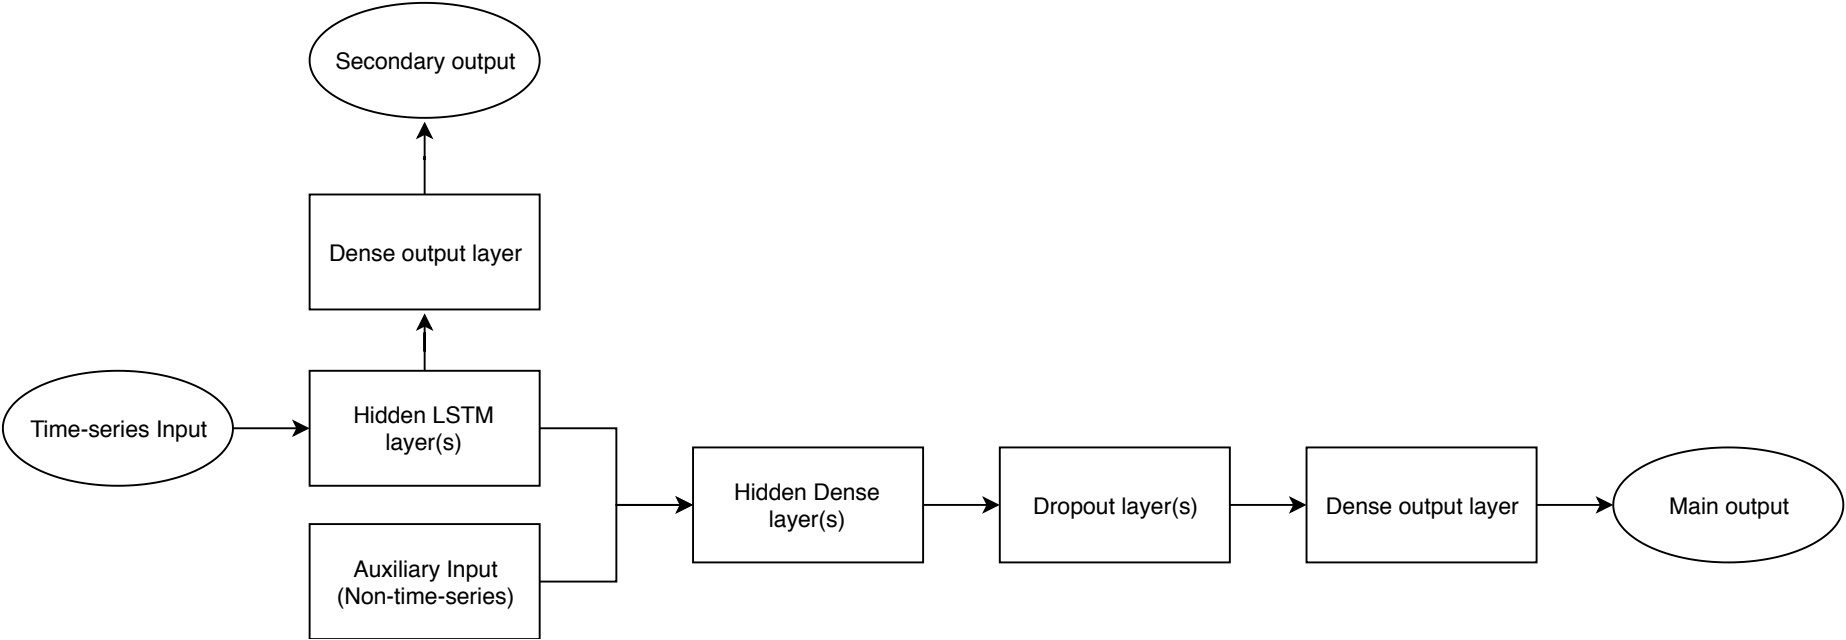 Secondary output
Dense output layer
Time-series Input
Hidden LSTM
layer(s)
Auxiliary Input
(Non-time-series)
Hidden Dense
layer(s)
Dropout layer(s)
Dense output layer
Main output